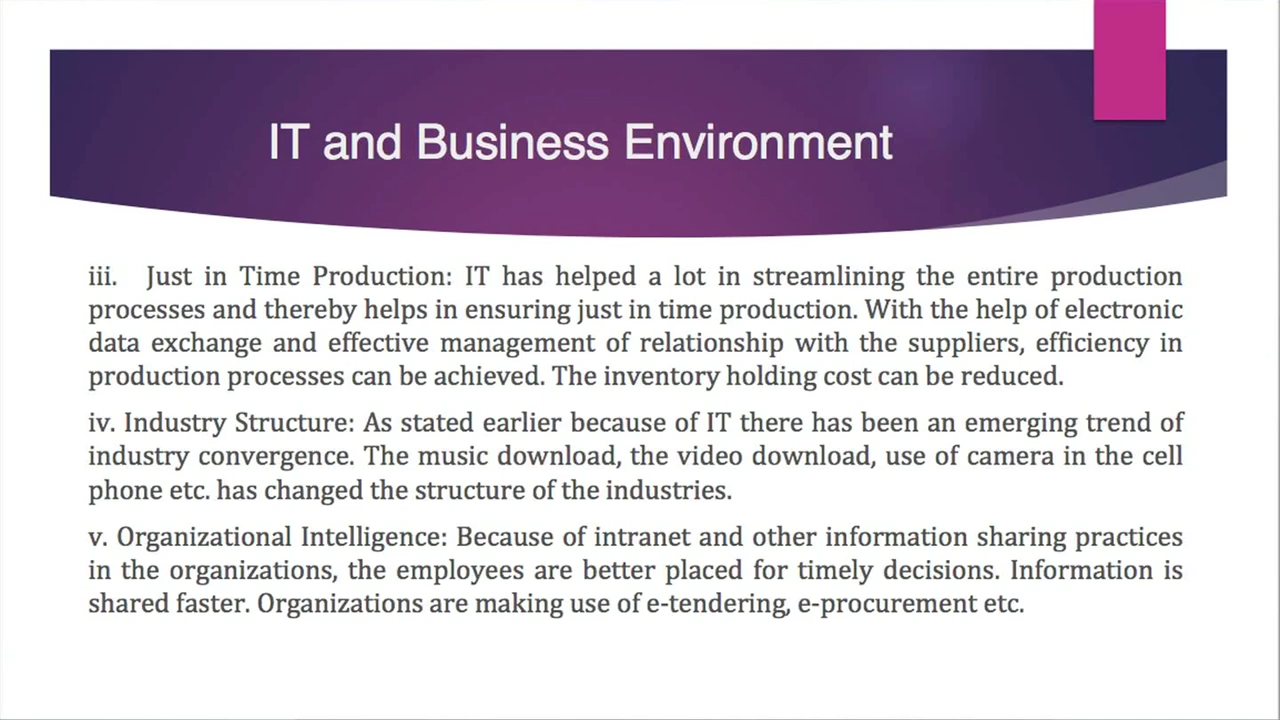 IT and Business Environment
iii. Just in Time Production: IT has helped a lot in streamlining the entire production
processes and thereby helps in ensuring just in time production. With the help of electronic
data exchange and effective management of relationship with the suppliers, efficiency in
production processes can be achieved. The inventory holding cost can be reduced.
iv. Industry Structure: As stated earlier because of IT there has been an emerging trend of
industry convergence. The music download, the video download, use of camera in the cell
phone etc. has changed the structure of the industries.
v. Organizational Intelligence: Because of intranet and other information sharing practices
in the organizations, the employees are better placed for timely decisions. Information is
shared faster. Organizations are making use of e-tendering, e-procurement etc.